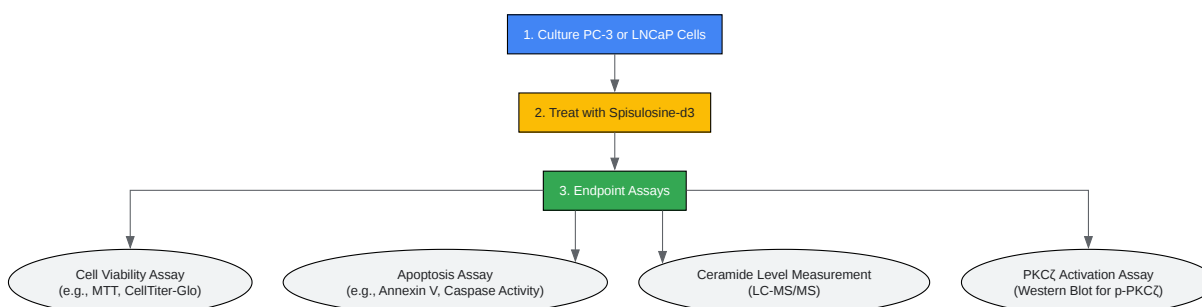 1. Culture PC-3 or LNCaP Cells
2. Treat with Spisulosine-d3
3. Endpoint Assays
Cell Viability Assay
(e.g., MTT, CellTiter-Glo)
Apoptosis Assay
(e.g., Annexin V, Caspase Activity)
Ceramide Level Measurement
(LC-MS/MS)
PKCζ Activation Assay
(Western Blot for p-PKCζ)